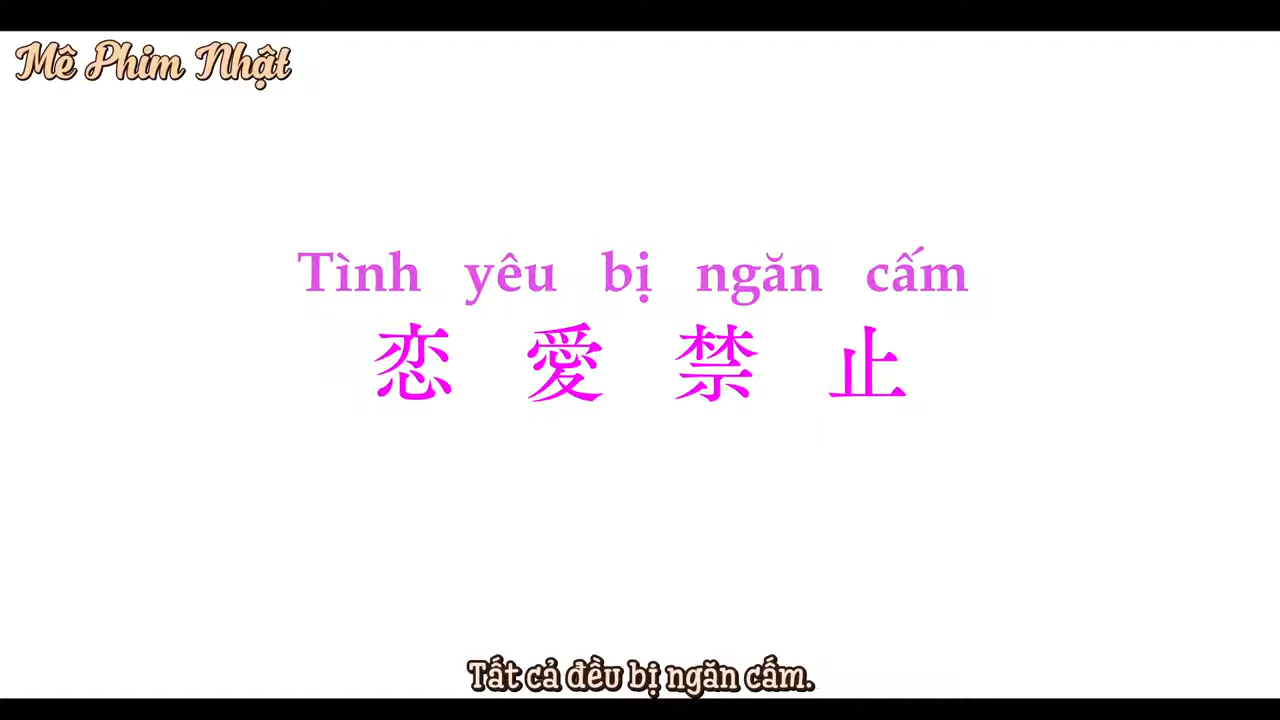 Mê Phim Nhật
Tình yêu bị ngăn cấm
恋愛禁止
Tất cả đều bị ngăn cấm.